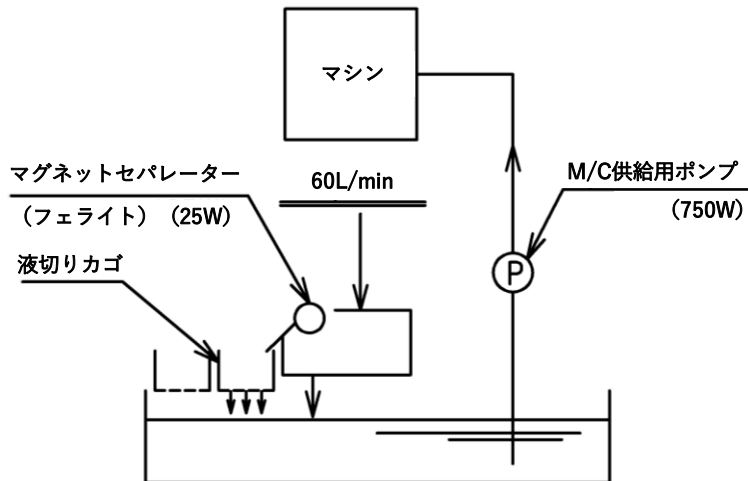 マシン
マグネットセパレーター
（フェライト）（25W）
60L/min
M/C供給用ポンプ
（750W）
液切りカゴ
P